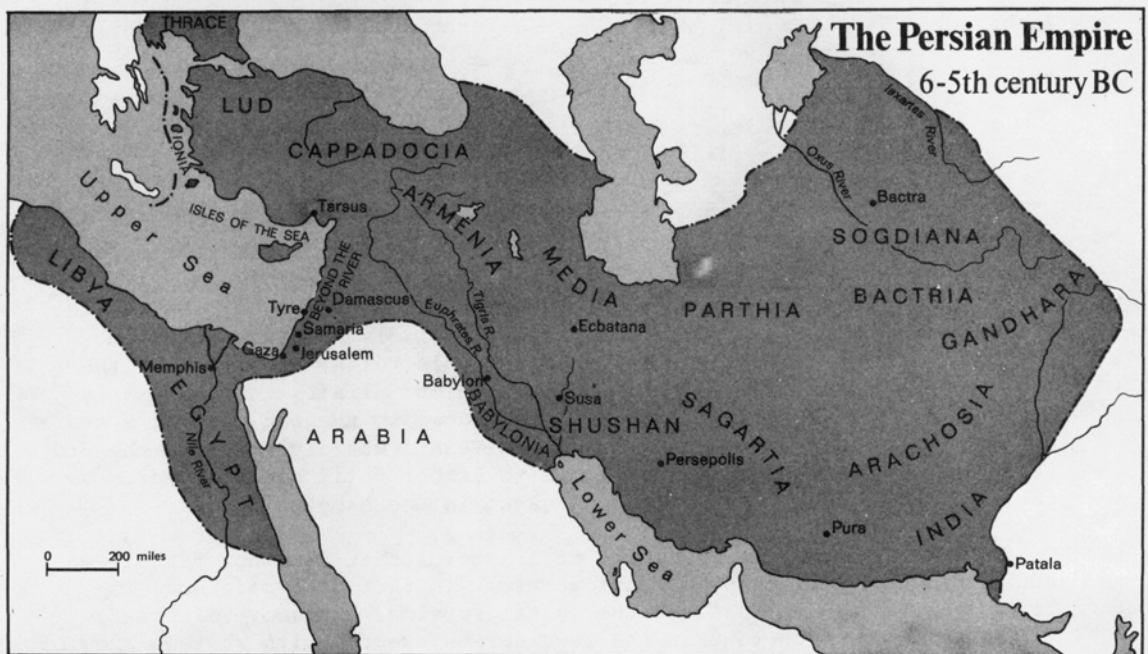 The Persian Empire
6-5th century BC
THRACE
LUD
IONIA
CAPPADOCIA
Upper Sea
ISLES OF THE SEA
Tarsus
ARMENIA
MEDIA
Iaxartes River
Oxus River
Bactra
SOGDIANA
BACTRIA
PARTHIA
GANDHARA
LIBYA
BEYOND THE RIVER
Tyre
Damascus
Samaria
Gaza
Jerusalem
Memphis
EGYPT
Nile River
ARABIA
Euphrates R.
Tigris R.
Ecbatana
Babylon
BABYLONIA
Susa
SHUSHAN
SAGARTIA
Persepolis
ARACHOSIA
INDIA
Pura
Patala
Lower Sea
0 200 miles